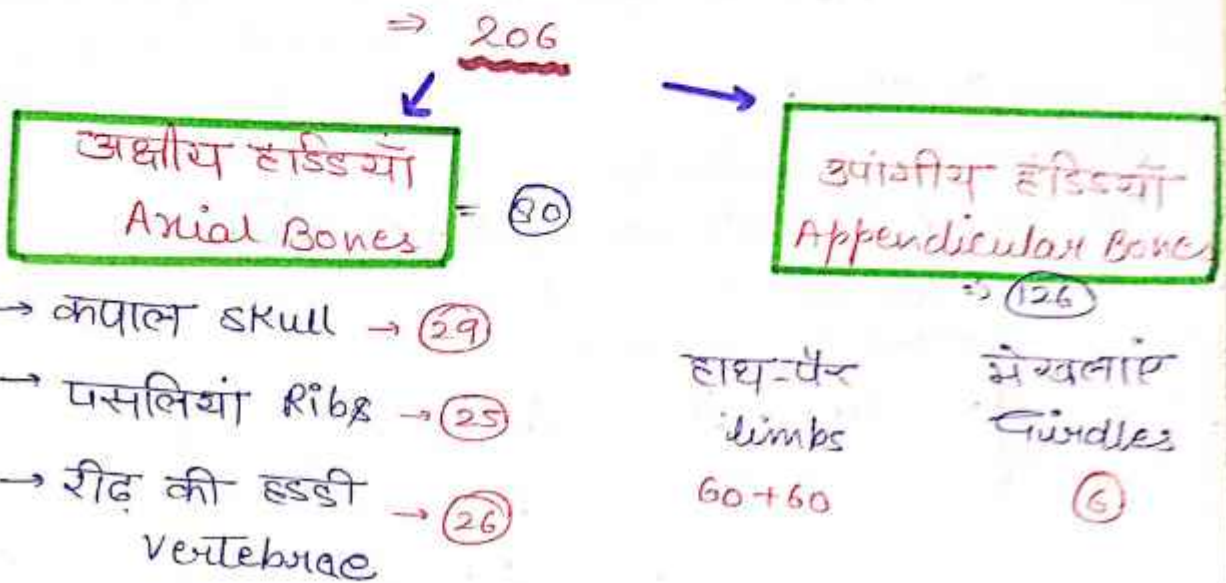 ⇒ 206
अक्षीय हड्डियाँ
Axial Bones = 80
→ कपाल Skull → 29
→ पसलियां Ribs → 25
→ रीढ़ की हड्डी → 26
Vertebrae
उपांगीय हड्डियाँ
Appendicular Bones
⇒ 126
हाथ-पैर
limbs
60+60
मेखलाएं
Girdles
6